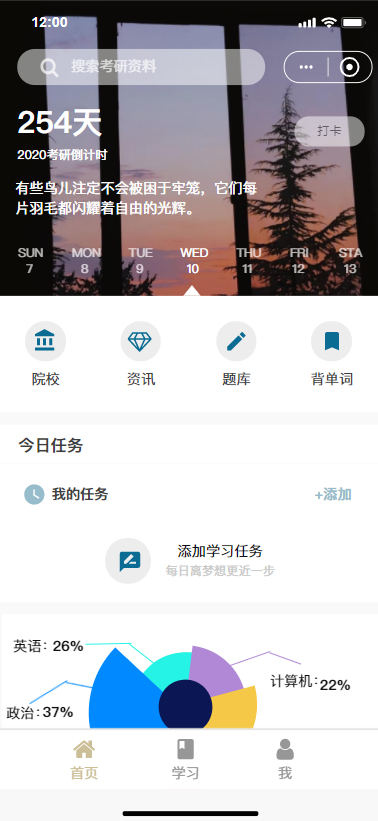 12:00
搜索考研资料
254天
打卡
2020考研倒计时
有些鸟儿注定不会被困于牢笼，它们每
片羽毛都闪耀着自由的光辉。
SUN MON TUE WED THU FRI STA
7 8 9 10 11 12 13
院校 资讯 题库 背单词
今日任务
我的任务 +添加
添加学习任务
每日离梦想更近一步
英语：26%
计算机：22%
政治：37%
首页 学习 我